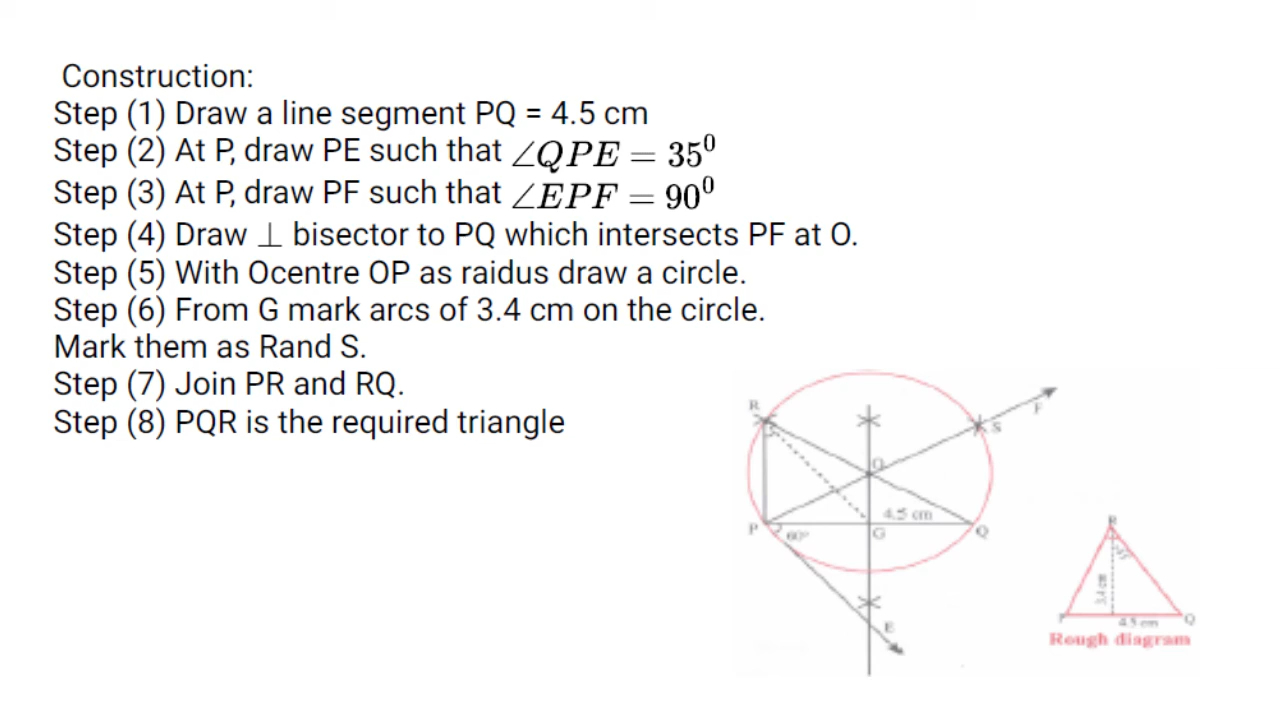 Construction:
Step (1) Draw a line segment PQ = 4.5 cm
Step (2) At P, draw PE such that ∠QPE = 35⁰
Step (3) At P, draw PF such that ∠EPF = 90⁰
Step (4) Draw ⊥ bisector to PQ which intersects PF at O.
Step (5) With Ocentre OP as raidus draw a circle.
Step (6) From G mark arcs of 3.4 cm on the circle.
Mark them as Rand S.
Step (7) Join PR and RQ.
Step (8) PQR is the required triangle
R
F
S
O
4.5 cm
P
60°
G
Q
E
R
3.4 cm
P
4.5 cm
Q
Rough diagram